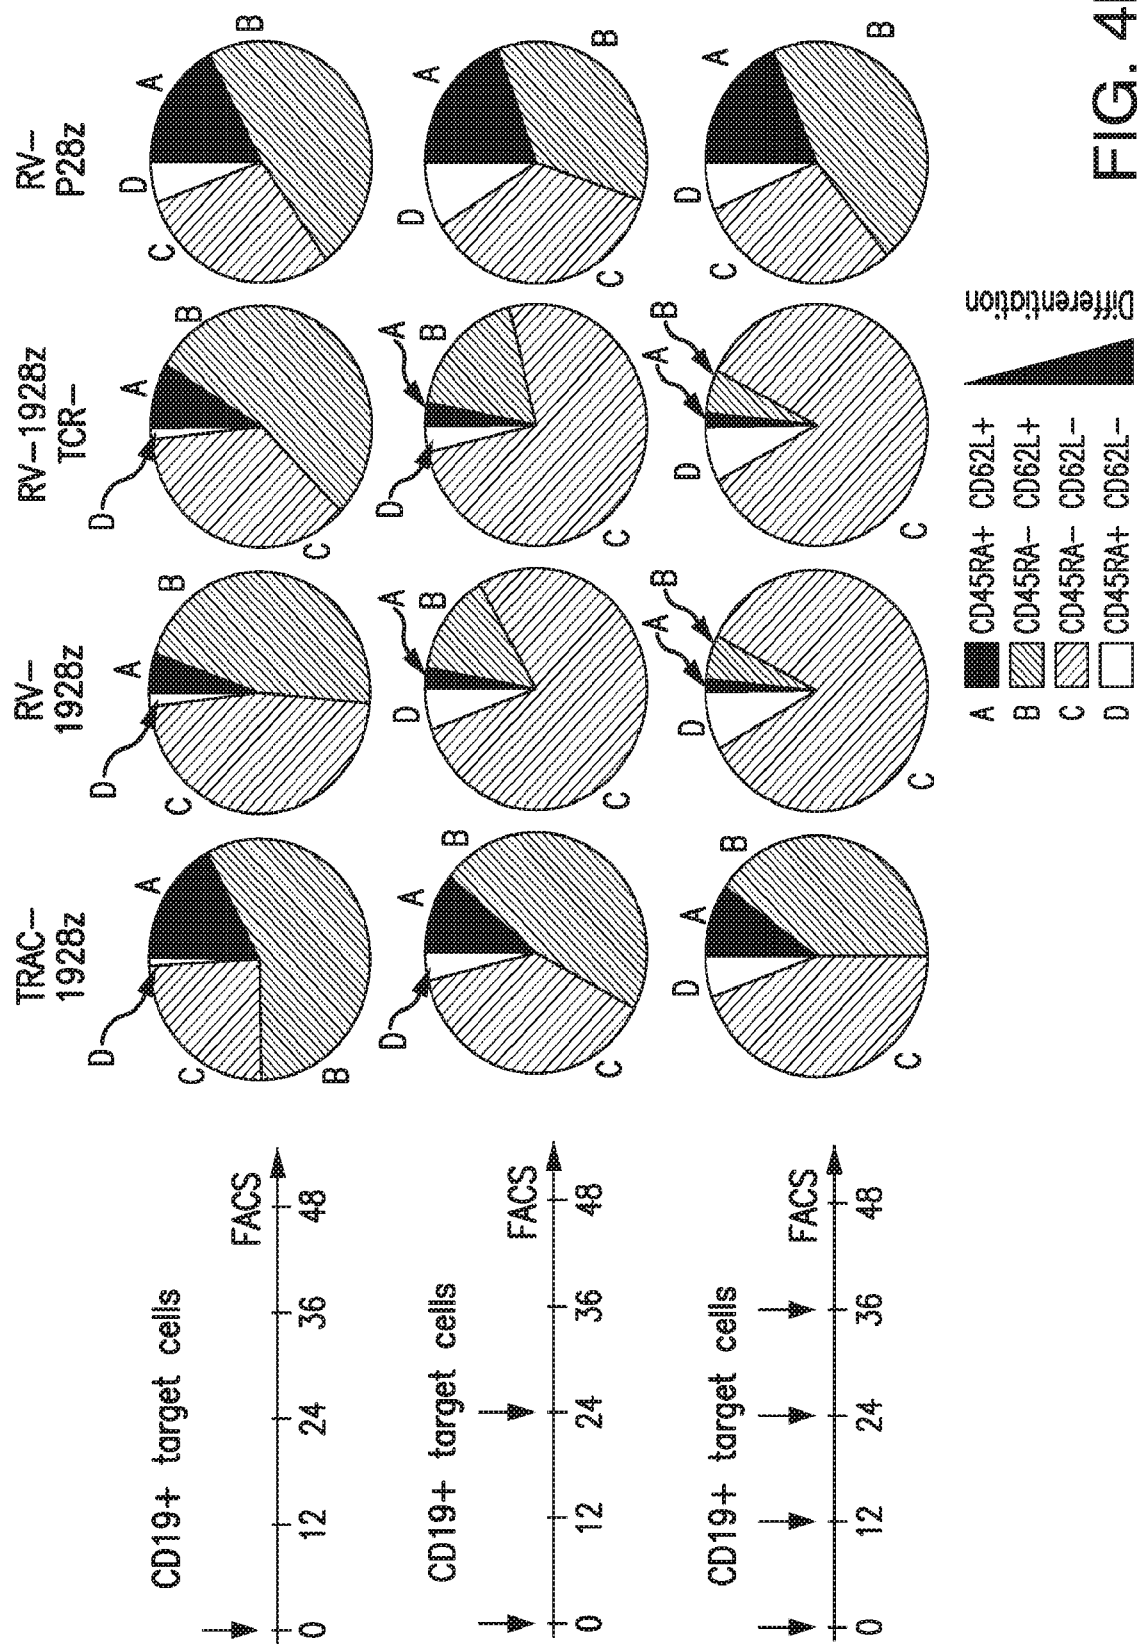 TRAC–
1928z
RV–
1928z
RV–1928z
TCR–
RV–
P28z
CD19+ target cells
FACS
0 12 24 36 48
D A C B B
D A B C
D A B C
D A B C
CD19+ target cells
FACS
0 12 24 36 48
D A B C
D A B C
D A B C
D A B C
CD19+ target cells
FACS
0 12 24 36 48
D A B C
D A B C
D A B C
D A B C
A CD45RA+ CD62L+
B CD45RA– CD62L+
C CD45RA– CD62L–
D CD45RA+ CD62L–
Differentiation
FIG. 4